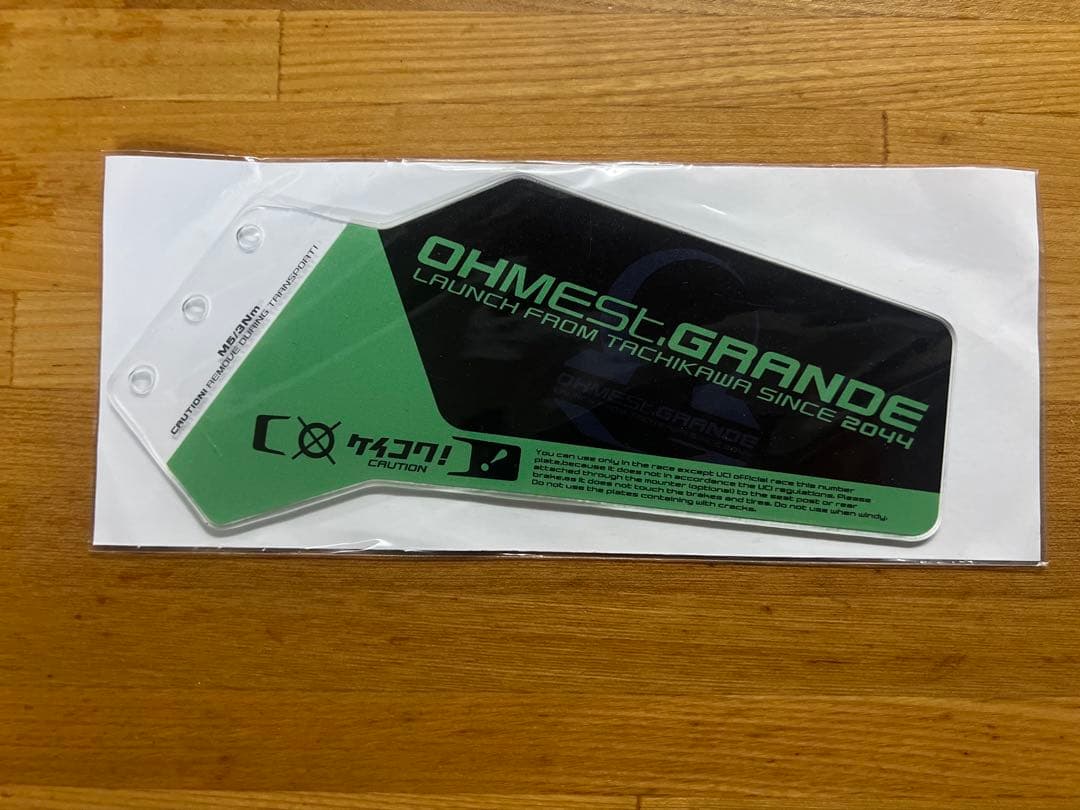 OHMESt.GRANDE
LAUNCH FROM TACHIKAWA SINCE 2044
M5/3Nm
CAUTION! REMOVE DURING TRANSPORT!
ケイコク!
CAUTION
You can use only in the race except UCI official race this number
plate,because it does not in accordance the UCI regulations. Please
attached through the mounter (optional) to the seat post or rear
brake,as it does not touch the brakes and tires. Do not use when windy.
Do not use the plates containing with cracks.
OHMESt.GRANDE